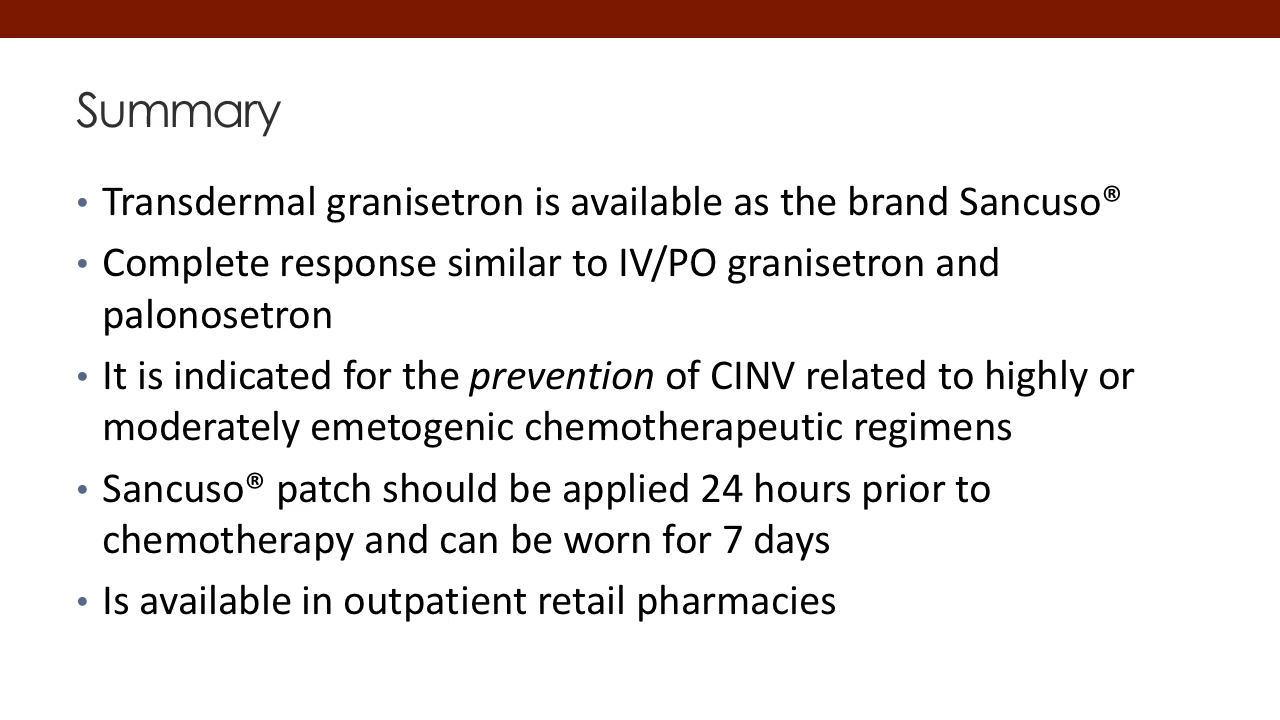 Summary
• Transdermal granisetron is available as the brand Sancuso®
• Complete response similar to IV/PO granisetron and
palonosetron
• It is indicated for the prevention of CINV related to highly or
moderately emetogenic chemotherapeutic regimens
• Sancuso® patch should be applied 24 hours prior to
chemotherapy and can be worn for 7 days
• Is available in outpatient retail pharmacies